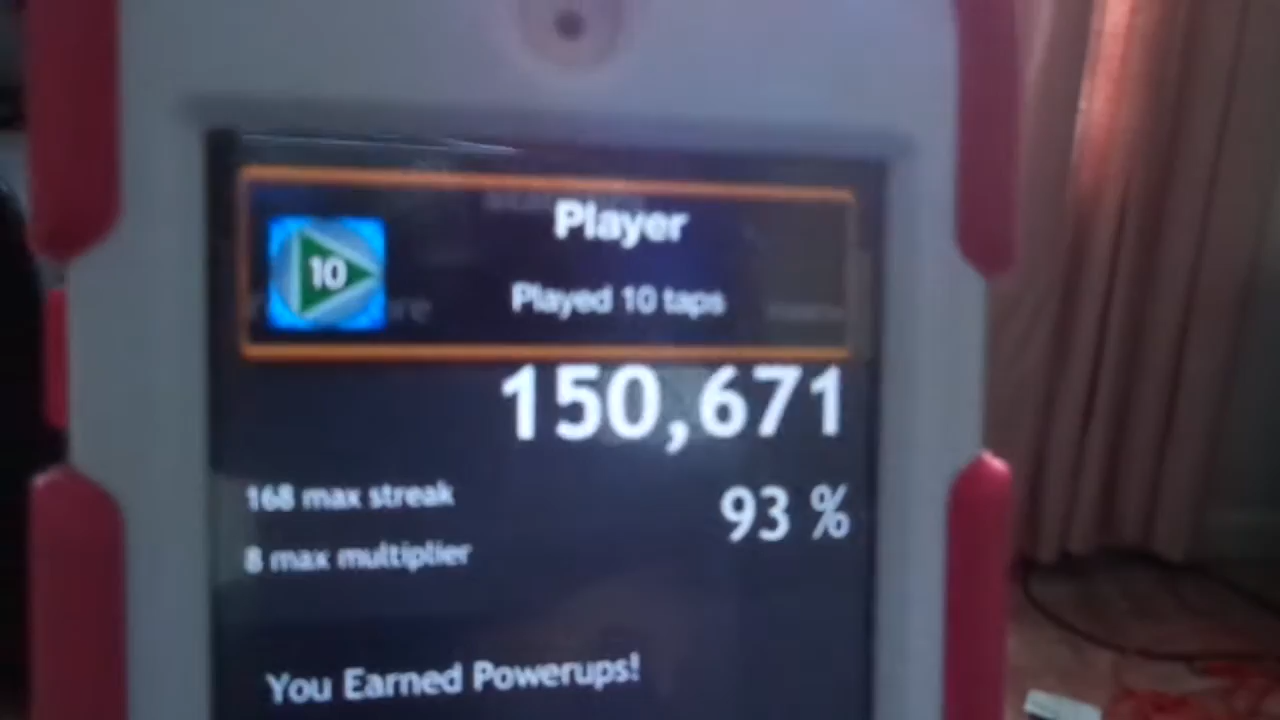 Player
10
Played 10 taps
150,671
168 max streak
93 %
8 max multiplier
You Earned Powerups!